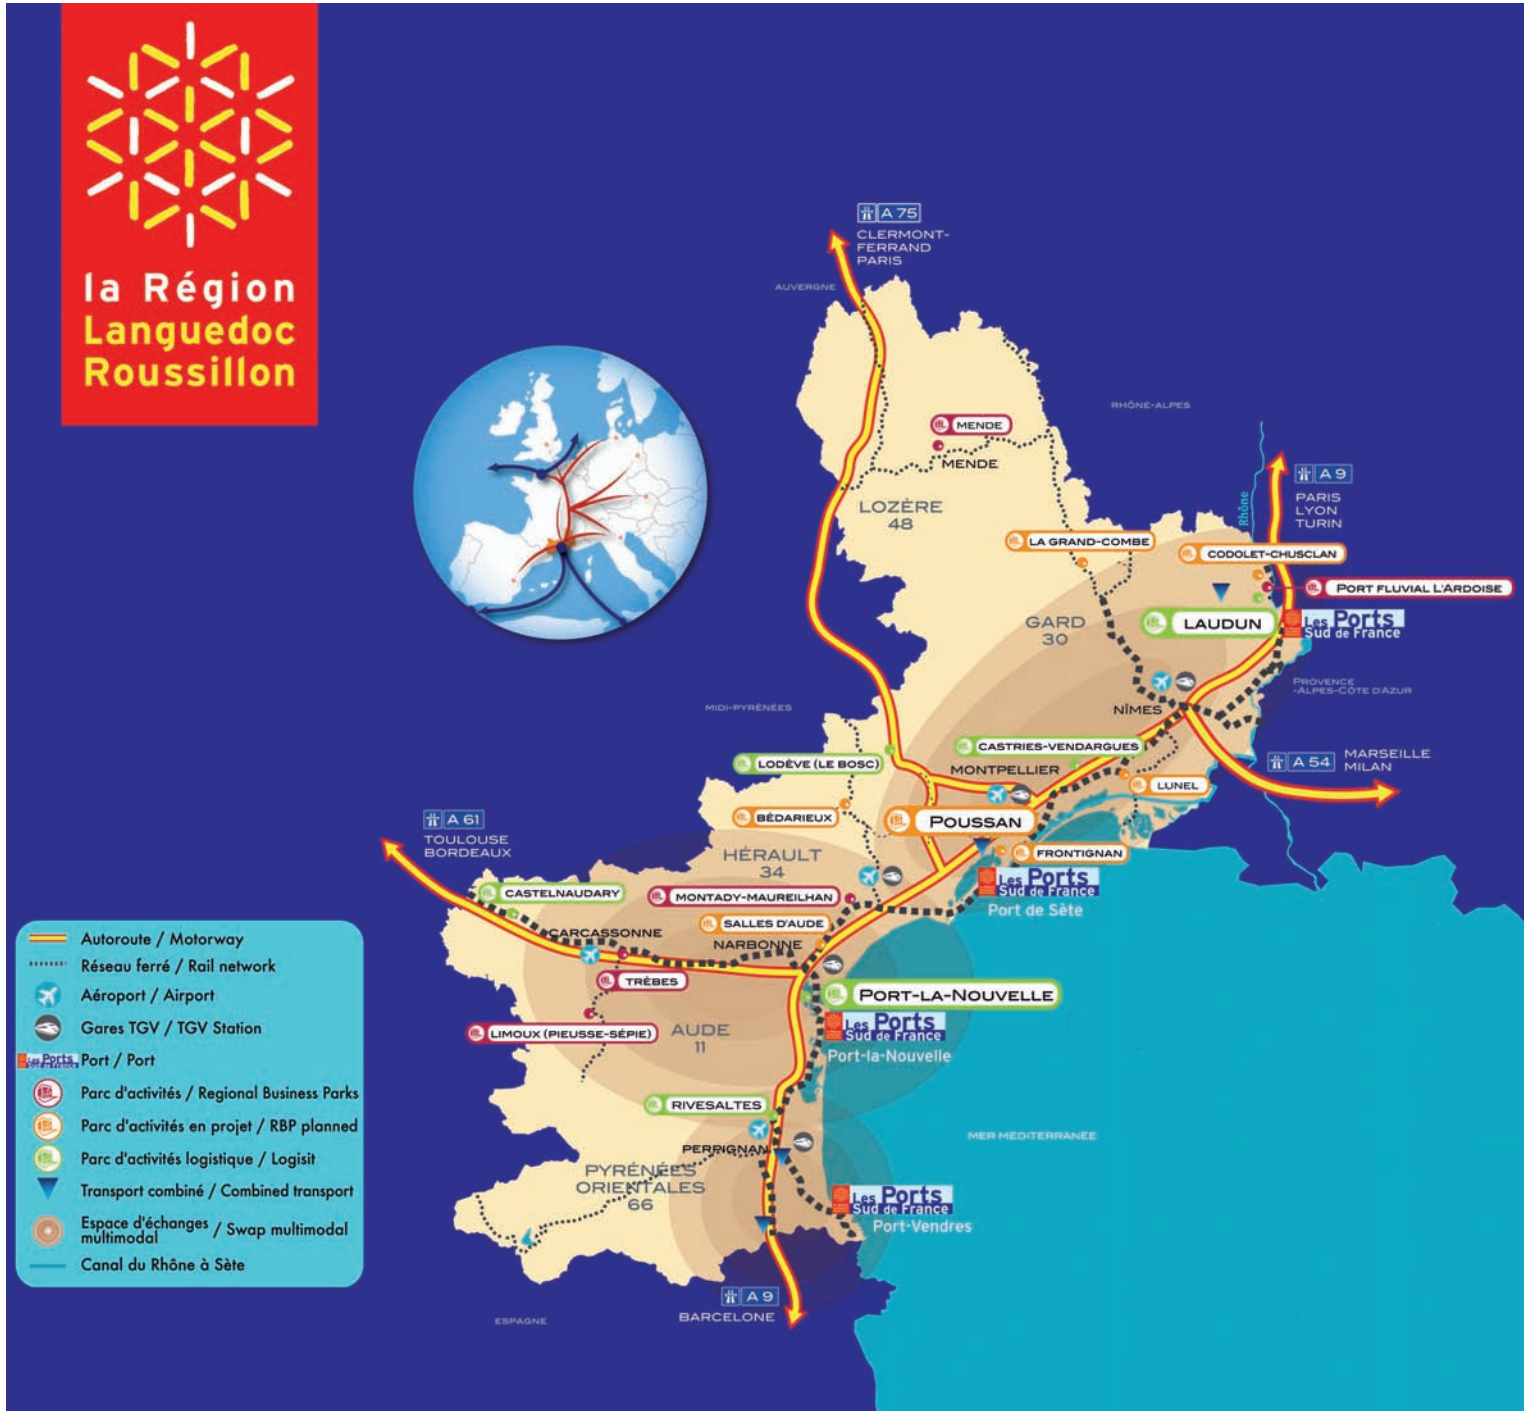 la Région
Languedoc
Roussillon
A 75
CLERMONT-
FERRAND
PARIS
AUVERGNE
RHÔNE-ALPES
MENDE
MENDE
A 9
PARIS
LYON
TURIN
Rhône
LOZÈRE
48
LA GRAND-COMBE
CODOLET-CHUSCLAN
PORT FLUVIAL L'ARDOISE
GARD
30
LAUDUN
Les Ports
Sud de France
PROVENCE
-ALPES-CÔTE D'AZUR
NÎMES
MIDI-PYRÉNÉES
CASTRIES-VENDARGUES
LODÈVE (LE BOSC)
MONTPELLIER
A 54
MARSEILLE
MILAN
LUNEL
BÉDARIEUX
POUSSAN
A 61
TOULOUSE
BORDEAUX
HÉRAULT
34
FRONTIGNAN
Les Ports
Sud de France
Port de Sète
CASTELNAUDARY
MONTADY-MAUREILHAN
SALLES D'AUDE
CARCASSONNE
NARBONNE
TRÈBES
PORT-LA-NOUVELLE
LIMOUX (PIEUSSE-SÉPIE)
AUDE
11
Les Ports
Sud de France
Port-la-Nouvelle
RIVESALTES
MER MÉDITERRANÉE
PERPIGNAN
PYRÉNÉES
ORIENTALES
66
Les Ports
Sud de France
Port-Vendres
A 9
BARCELONE
ESPAGNE
Autoroute / Motorway
Réseau ferré / Rail network
Aéroport / Airport
Gares TGV / TGV Station
Les Ports
Sud de France
Port / Port
Parc d'activités / Regional Business Parks
Parc d'activités en projet / RBP planned
Parc d'activités logistique / Logisit
Transport combiné / Combined transport
Espace d'échanges
multimodal / Swap multimodal
Canal du Rhône à Sète